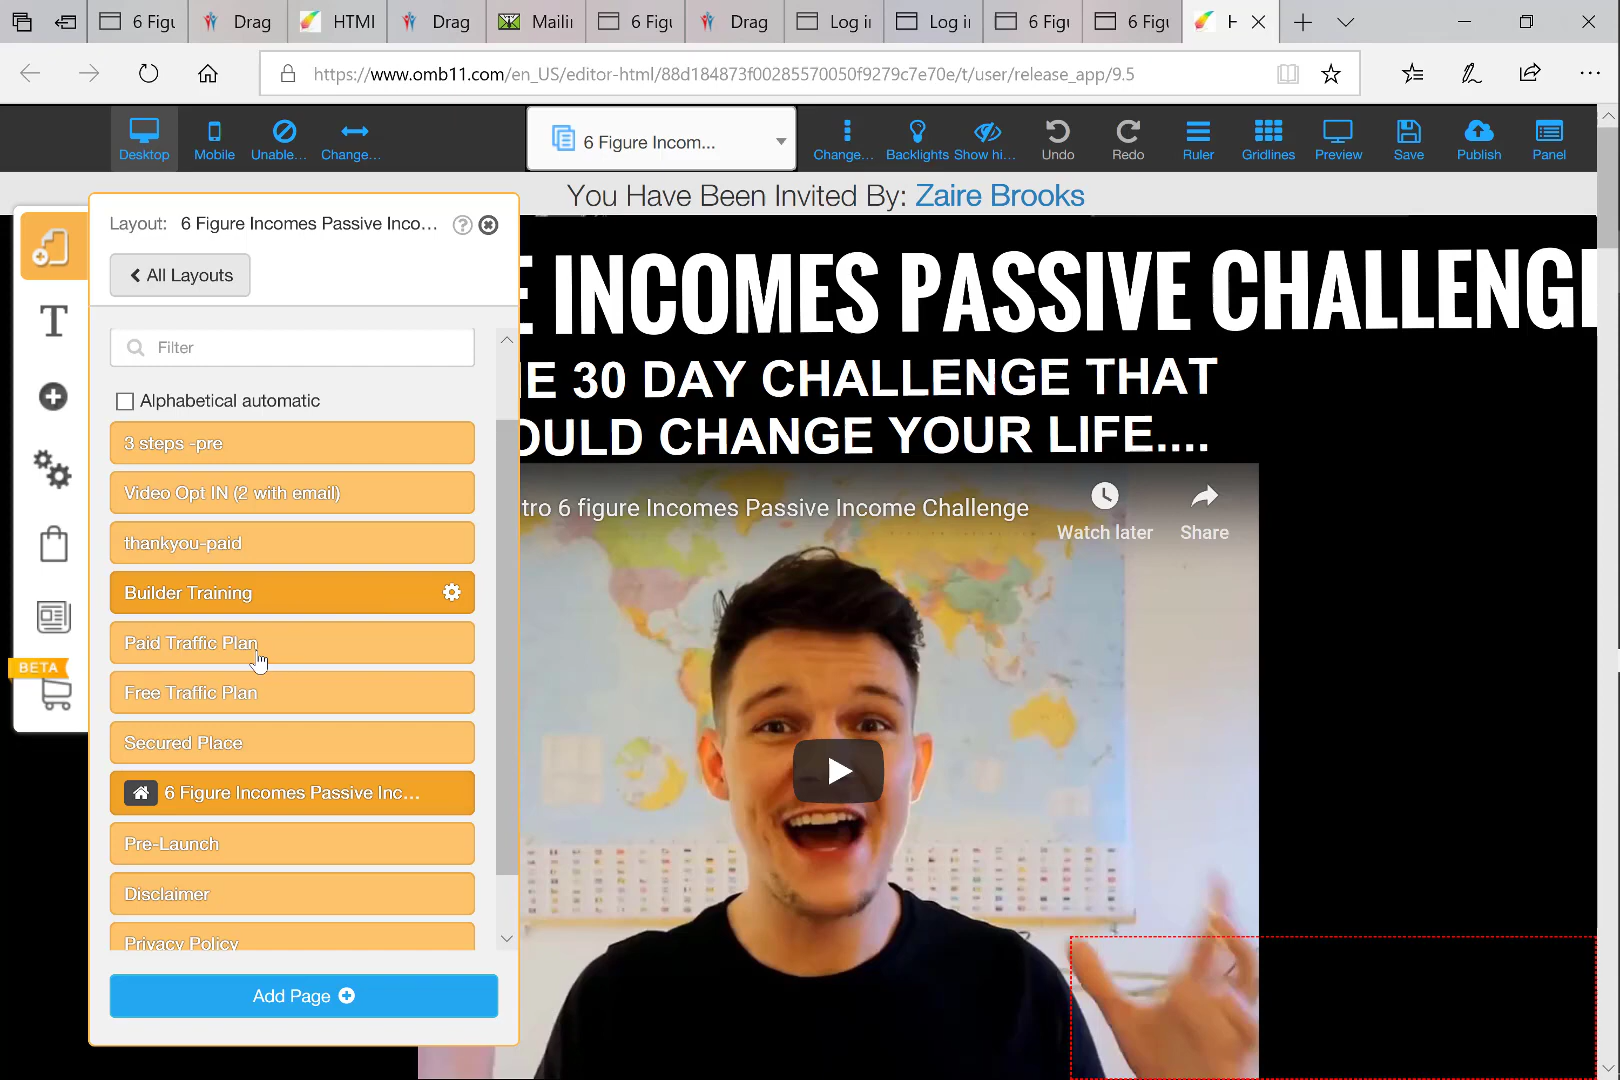 6 Figu
Drag
HTMI
Drag
Mailin
6 Figu
Drag
Log in
Log in
6 Figu
6 Figu
H
https://www.omb11.com/en_US/editor-html/88d184873f00285570050f9279c7e70e/t/user/release_app/9.5
Desktop
Mobile
Unable...
Change...
6 Figure Incom...
Change...
Backlights
Show hi...
Undo
Redo
Ruler
Gridlines
Preview
Save
Publish
Panel
You Have Been Invited By: Zaire Brooks
Layout: 6 Figure Incomes Passive Inco...
All Layouts
Filter
Alphabetical automatic
3 steps -pre
Video Opt IN (2 with email)
thankyou-paid
Builder Training
Paid Traffic Plan
Free Traffic Plan
Secured Place
6 Figure Incomes Passive Inc...
Pre-Launch
Disclaimer
Privacy Policy
Add Page
BETA
E INCOMES PASSIVE CHALLENGE
E 30 DAY CHALLENGE THAT
OULD CHANGE YOUR LIFE....
tro 6 figure Incomes Passive Income Challenge
Watch later
Share